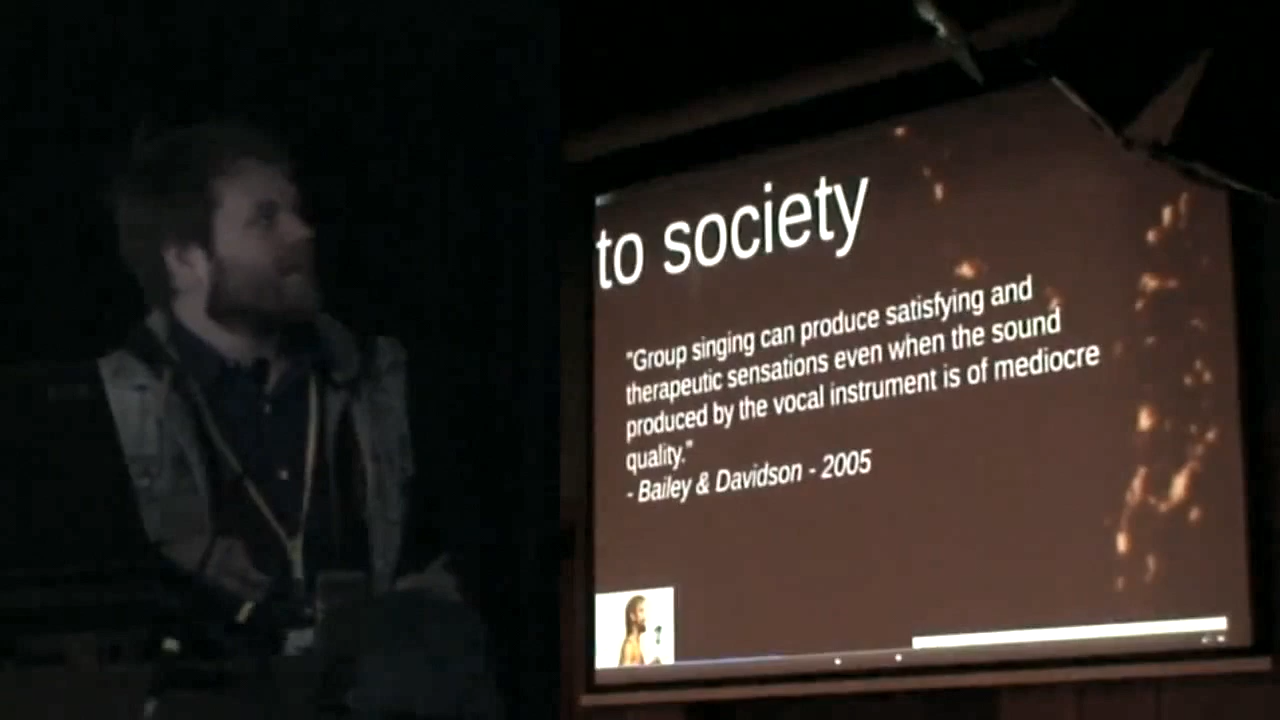 to society
"Group singing can produce satisfying and
therapeutic sensations even when the sound
produced by the vocal instrument is of mediocre
quality."
- Bailey & Davidson - 2005